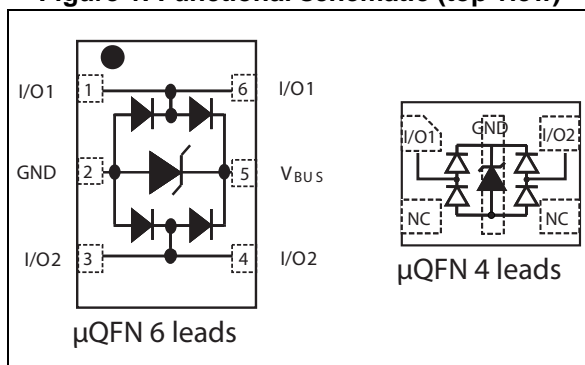 Figure 1. Functional schematic (top view)
I/O1 1 6 I/O1
GND 2 5 VBUS
I/O2 3 4 I/O2
µQFN 6 leads
I/O1 GND I/O2
NC NC
µQFN 4 leads